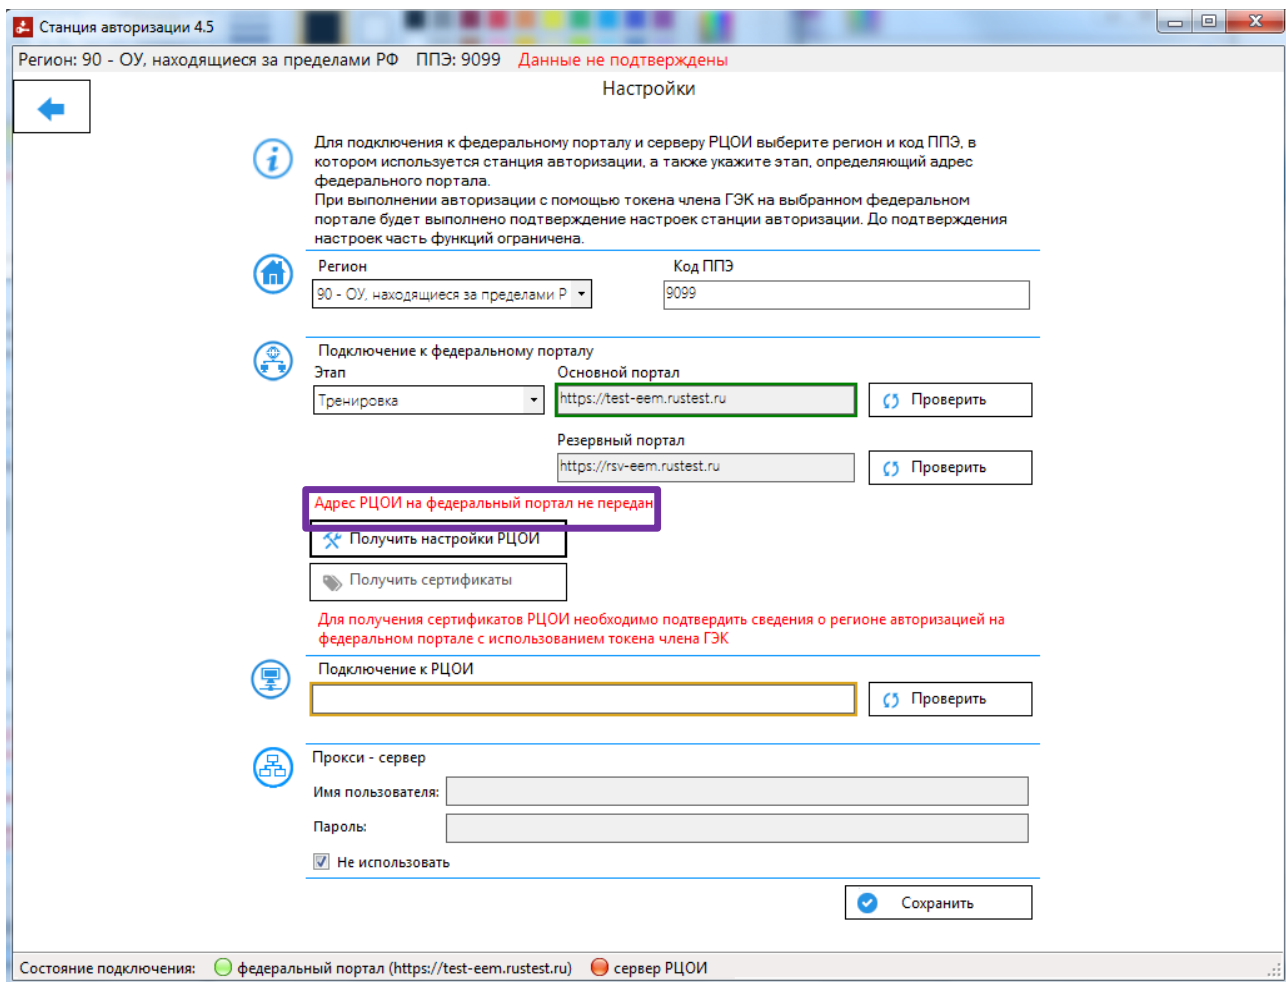 Станция авторизации 4.5
Регион: 90 - ОУ, находящиеся за пределами РФ ППЭ: 9099 Данные не подтверждены
Настройки
Для подключения к федеральному порталу и серверу РЦОИ выберите регион и код ППЭ, в
котором используется станция авторизации, а также укажите этап, определяющий адрес
федерального портала.
При выполнении авторизации с помощью токена члена ГЭК на выбранном федеральном
портале будет выполнено подтверждение настроек станции авторизации. До подтверждения
настроек часть функций ограничена.
Регион Код ППЭ
90 - ОУ, находящиеся за пределами Р 9099
Подключение к федеральному порталу
Этап Основной портал
Тренировка https://test-eem.rustest.ru Проверить
Резервный портал
https://rsv-eem.rustest.ru Проверить
Адрес РЦОИ на федеральный портал не передан
Получить настройки РЦОИ
Получить сертификаты
Для получения сертификатов РЦОИ необходимо подтвердить сведения о регионе авторизацией на
федеральном портале с использованием токена члена ГЭК
Подключение к РЦОИ
Проверить
Прокси - сервер
Имя пользователя:
Пароль:
Не использовать
Сохранить
Состояние подключения: федеральный портал (https://test-eem.rustest.ru) сервер РЦОИ